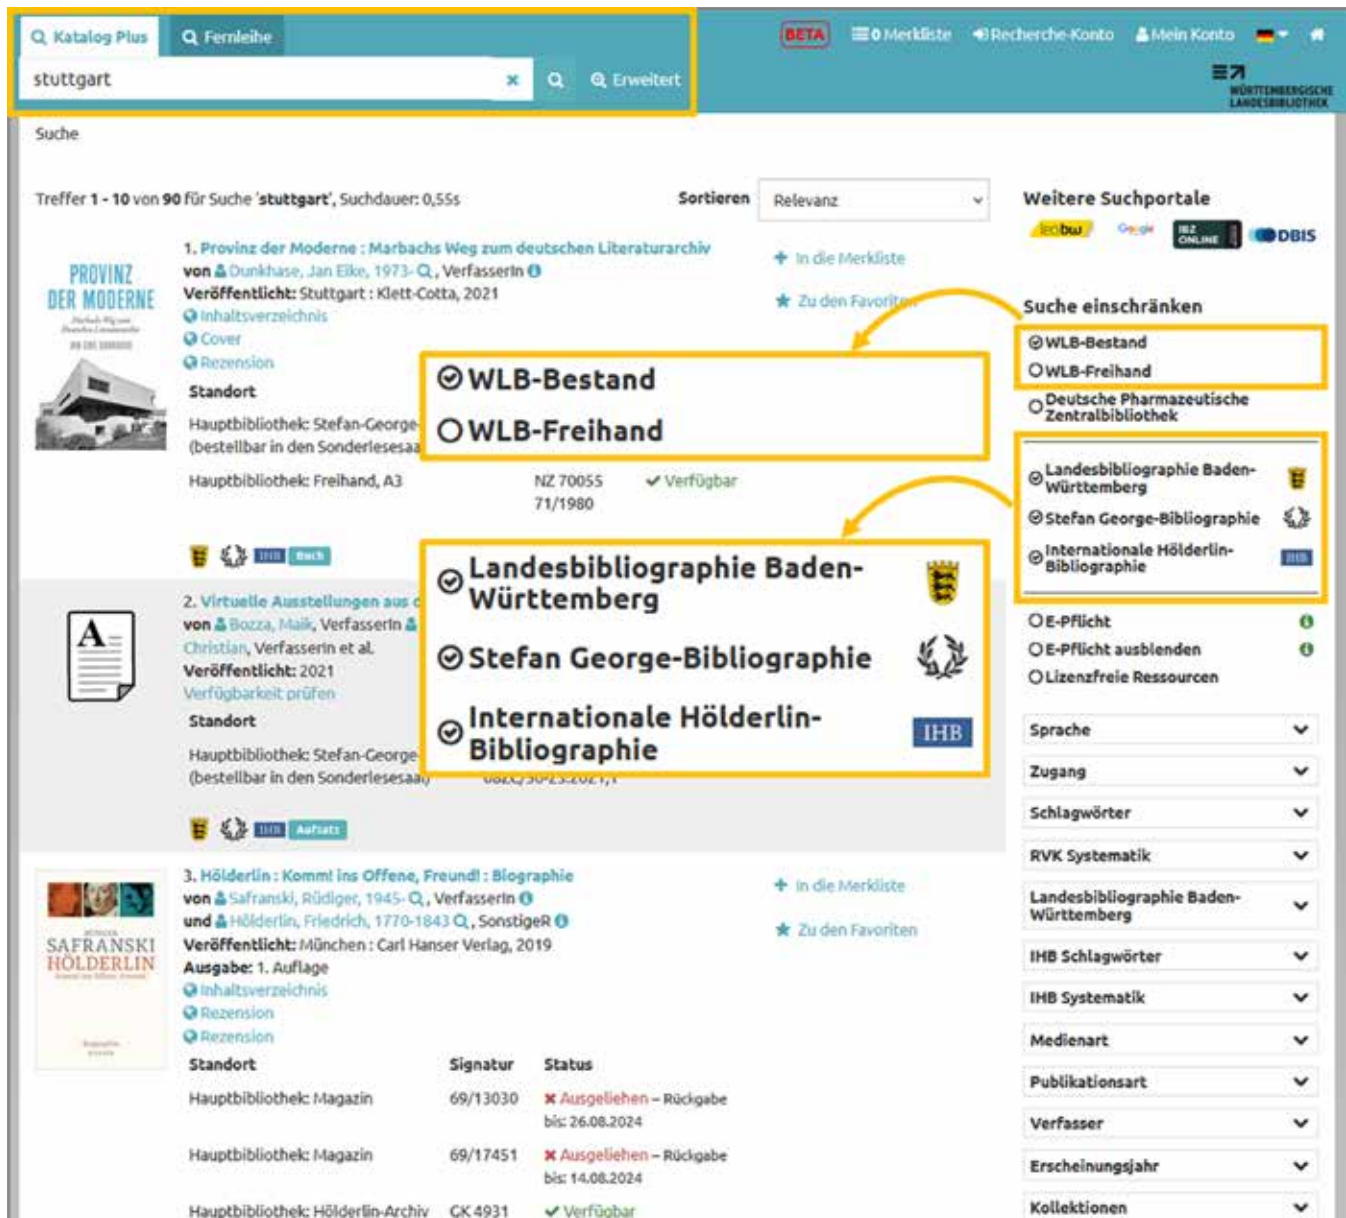 Katalog Plus
Fernleihe
BETA
0 Merkliste
Recherche-Konto
Mein Konto
stuttgart
Erweitert
WÜRTTEMBERGISCHE
LANDESBIBLIOTHEK
Suche
Treffer 1 - 10 von 90 für Suche 'stuttgart', Suchdauer: 0,55s
Sortieren
Relevanz
PROVINZ
DER MODERNE
1. Provinz der Moderne : Marbachs Weg zum deutschen Literaturarchiv
von Dunkhase, Jan Eike, 1973- , VerfasserIn
Veröffentlicht: Stuttgart : Klett-Cotta, 2021
Inhaltsverzeichnis
Cover
Rezension
+ In die Merkliste
Zu den Favoriten
Standort
Hauptbibliothek: Stefan-George-
(bestellbar in den Sonderlesesaa
Hauptbibliothek: Freihand, A3
NZ 70055
71/1980
Verfügbar
IHB
Buch
WLB-Bestand
WLB-Freihand
Landesbibliographie Baden-
Württemberg
Stefan George-Bibliographie
Internationale Hölderlin-
Bibliographie
IHB
2. Virtuelle Ausstellungen aus
von Bozza, Maik, VerfasserIn
Christian, VerfasserIn et al.
Veröffentlicht: 2021
Verfügbarkeit prüfen
Standort
Hauptbibliothek: Stefan-George-
(bestellbar in den Sonderlesesaal)
IHB
Aufsatz
SAFRANSKI
HÖLDERLIN
3. Hölderlin : Komm! ins Offene, Freund! : Biographie
von Safranski, Rüdiger, 1945- , VerfasserIn
und Hölderlin, Friedrich, 1770-1843 , SonstigeR
Veröffentlicht: München : Carl Hanser Verlag, 2019
Ausgabe: 1. Auflage
Inhaltsverzeichnis
Rezension
Rezension
+ In die Merkliste
Zu den Favoriten
Standort Signatur Status
Hauptbibliothek: Magazin 69/13030 Ausgeliehen – Rückgabe
bis: 26.08.2024
Hauptbibliothek: Magazin 69/17451 Ausgeliehen – Rückgabe
bis: 14.08.2024
Hauptbibliothek: Hölderlin-Archiv GK 4931 Verfügbar
Weitere Suchportale
leobw
Google
IBZ
ONLINE
DBIS
Suche einschränken
WLB-Bestand
WLB-Freihand
Deutsche Pharmazeutische
Zentralbibliothek
Landesbibliographie Baden-
Württemberg
Stefan George-Bibliographie
Internationale Hölderlin-
Bibliographie
IHB
E-Pflicht
E-Pflicht ausblenden
Lizenzfreie Ressourcen
Sprache
Zugang
Schlagwörter
RVK Systematik
Landesbibliographie Baden-
Württemberg
IHB Schlagwörter
IHB Systematik
Medienart
Publikationsart
Verfasser
Erscheinungsjahr
Kollektionen